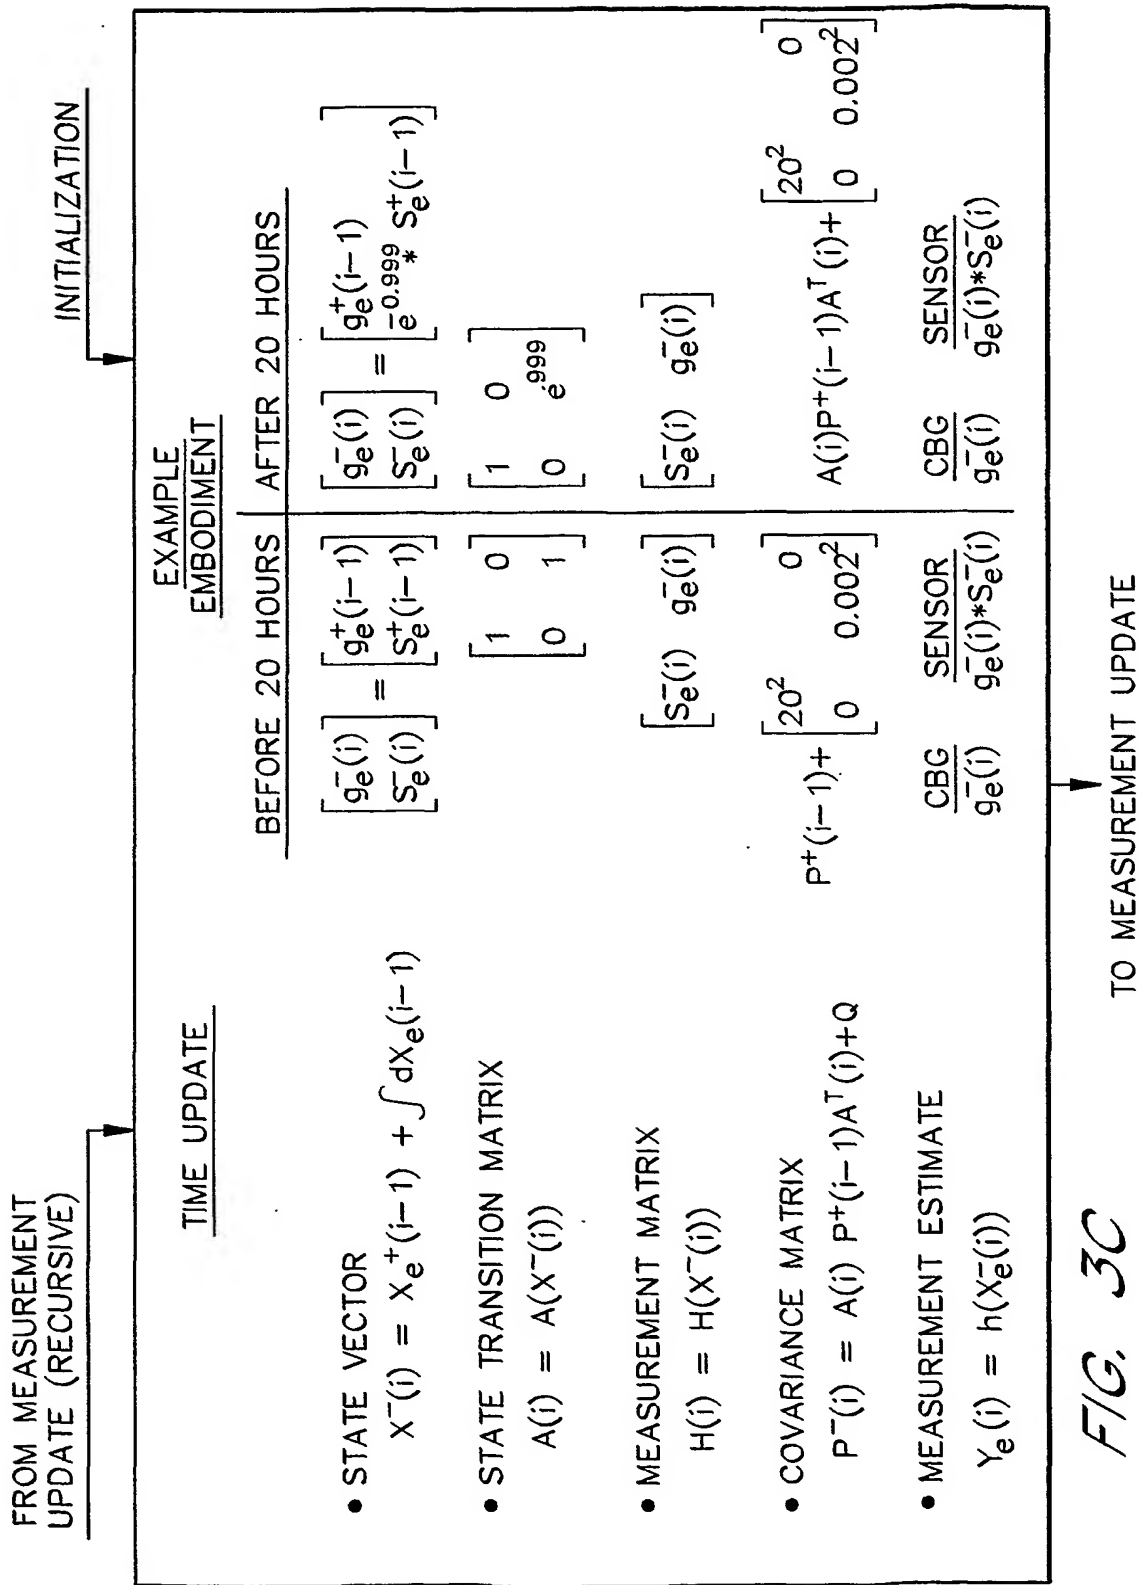 FROM MEASUREMENT
UPDATE (RECURSIVE)
INITIALIZATION
TIME UPDATE
EXAMPLE
EMBODIMENT
BEFORE 20 HOURS
AFTER 20 HOURS
• STATE VECTOR
X⁻(i) = Xₑ⁺(i−1) + ∫ dXₑ(i−1)
[gₑ⁻(i)] = [gₑ⁺(i−1)]
[Sₑ⁻(i)] [Sₑ⁺(i−1)]
[gₑ⁻(i)] = [gₑ⁺(i−1)]
[Sₑ⁻(i)] [e^−0.999 * Sₑ⁺(i−1)]
• STATE TRANSITION MATRIX
A(i) = A(X⁻(i))
[1 0]
[0 1]
[1 0]
[0 e^.999]
• MEASUREMENT MATRIX
H(i) = H(X⁻(i))
[Sₑ⁻(i) gₑ⁻(i)]
[Sₑ⁻(i) gₑ⁻(i)]
• COVARIANCE MATRIX
P⁻(i) = A(i) P⁺(i−1)Aᵀ(i)+Q
P⁺(i−1)+ [20² 0]
[0 0.002²]
A(i)P⁺(i−1)Aᵀ(i)+ [20² 0]
[0 0.002²]
• MEASUREMENT ESTIMATE
Yₑ(i) = h(Xₑ⁻(i))
CBG SENSOR
gₑ⁻(i) gₑ⁻(i)*Sₑ⁻(i)
CBG SENSOR
gₑ⁻(i) gₑ⁻(i)*Sₑ⁻(i)
TO MEASUREMENT UPDATE
FIG. 3C